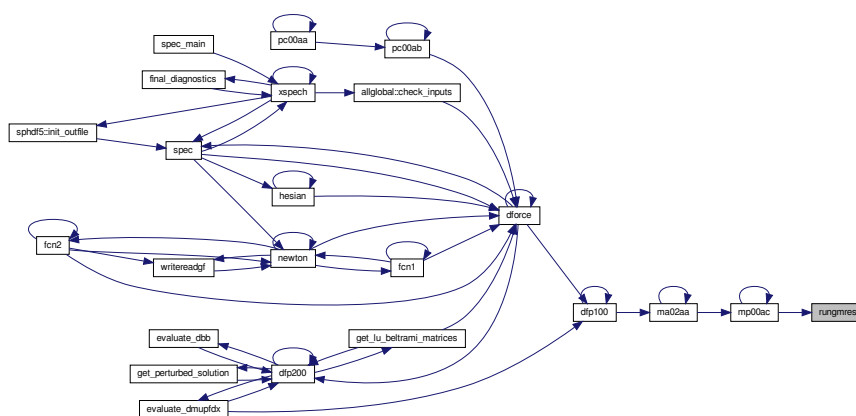 spec_main
pc00aa
pc00ab
final_diagnostics
xspech
allglobal::check_inputs
sphdf5::init_outfile
spec
hesian
dforce
fcn2
newton
fcn1
writereadgf
dfp100
ma02aa
mp00ac
rungmres
evaluate_dbb
get_lu_beltrami_matrices
get_perturbed_solution
dfp200
evaluate_dmupfdx